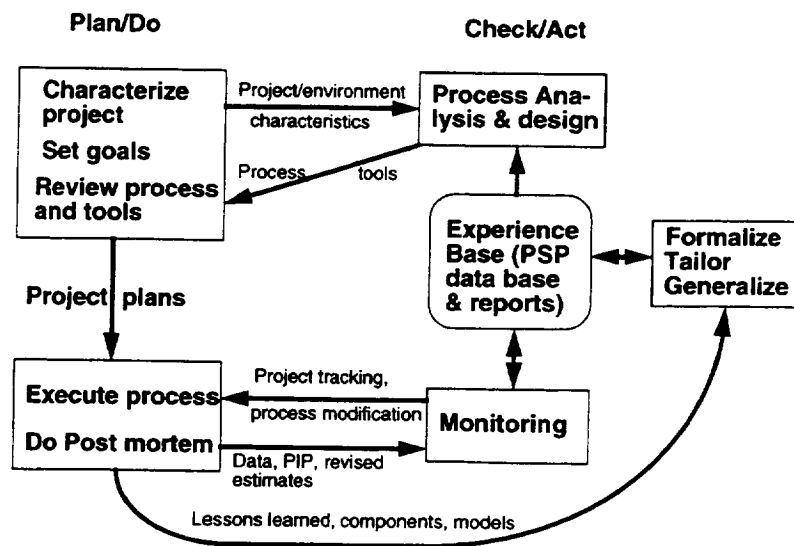 Plan/Do
Check/Act
Characterize
project
Set goals
Review process
and tools
Project/environment
characteristics
Process Ana-
lysis & design
Process tools
Experience
Base (PSP
data base
& reports)
Formalize
Tailor
Generalize
Project plans
Execute process
Do Post mortem
Project tracking,
process modification
Monitoring
Data, PIP, revised
estimates
Lessons learned, components, models